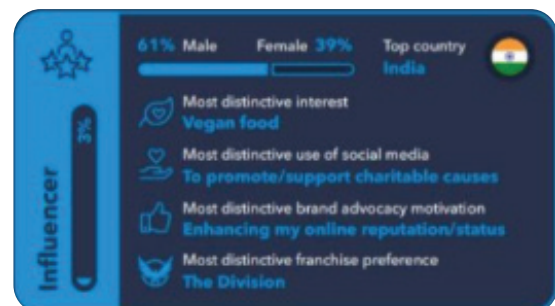 61% Male Female 39%
Top country
India
Most distinctive interest
Vegan food
Most distinctive use of social media
To promote/support charitable causes
Most distinctive brand advocacy motivation
Enhancing my online reputation/status
Most distinctive franchise preference
The Division
Influencer
3%